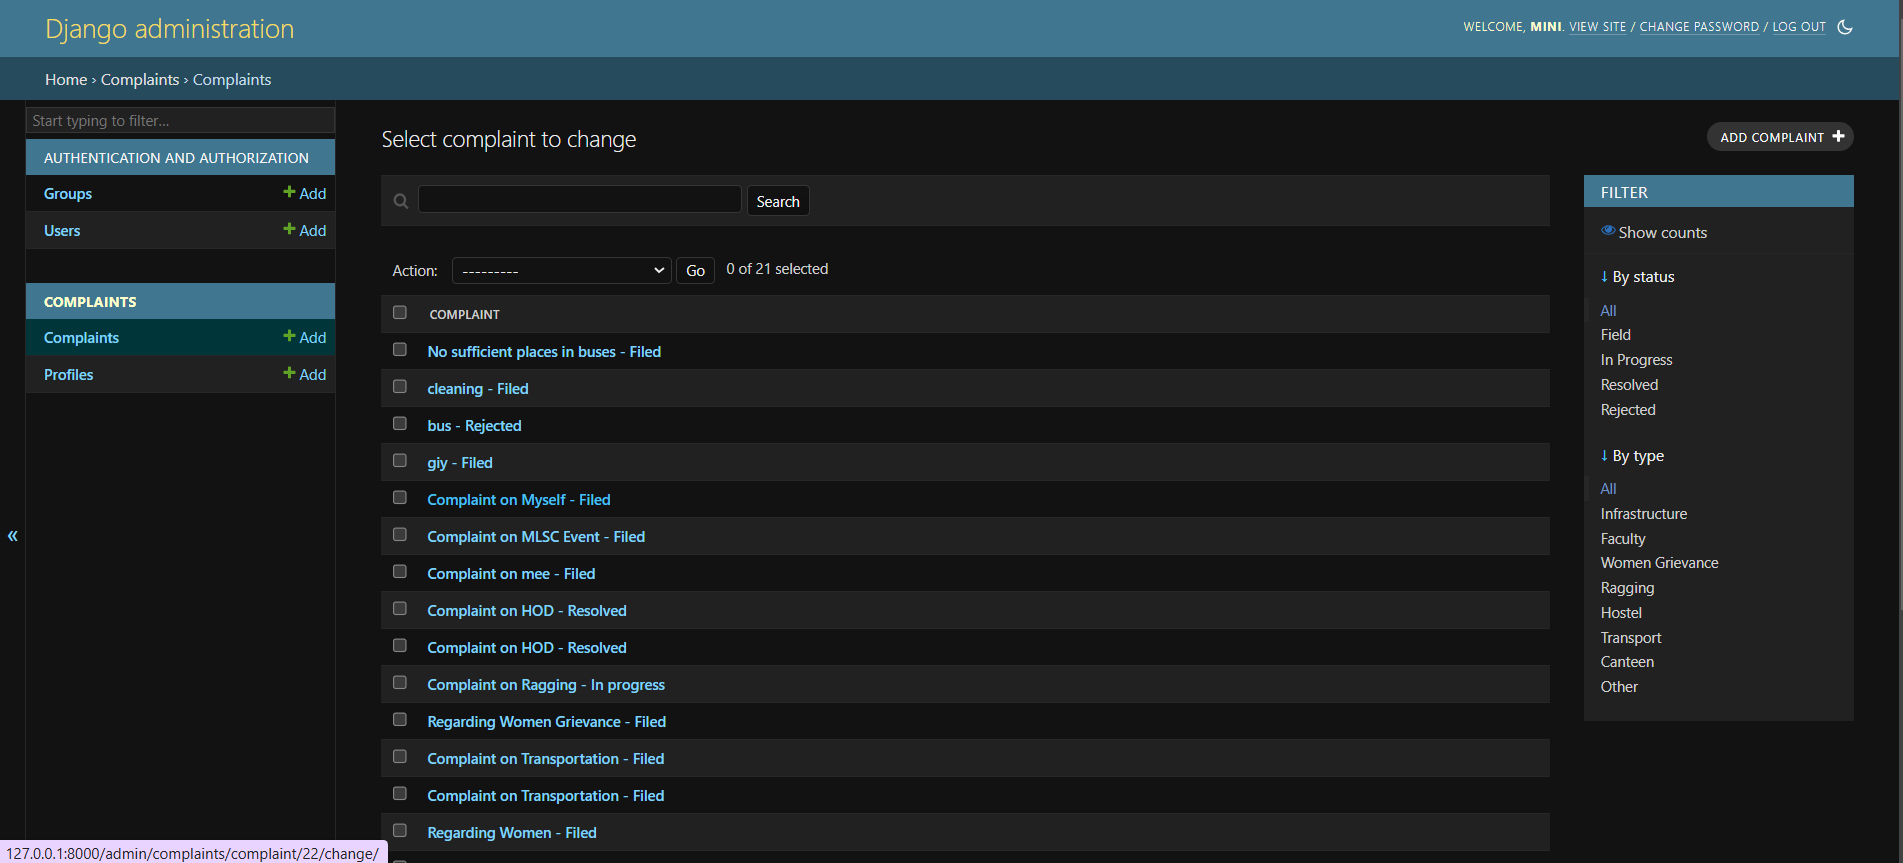 Django administration
WELCOME, MINI. VIEW SITE / CHANGE PASSWORD / LOG OUT
Home › Complaints › Complaints
Start typing to filter...
AUTHENTICATION AND AUTHORIZATION
Groups
Add
Users
Add
COMPLAINTS
Complaints
Add
Profiles
Add
«
Select complaint to change
ADD COMPLAINT
Search
Action:
---------
Go
0 of 21 selected
COMPLAINT
No sufficient places in buses - Filed
cleaning - Filed
bus - Rejected
giy - Filed
Complaint on Myself - Filed
Complaint on MLSC Event - Filed
Complaint on mee - Filed
Complaint on HOD - Resolved
Complaint on HOD - Resolved
Complaint on Ragging - In progress
Regarding Women Grievance - Filed
Complaint on Transportation - Filed
Complaint on Transportation - Filed
Regarding Women - Filed
FILTER
Show counts
↓ By status
All
Field
In Progress
Resolved
Rejected
↓ By type
All
Infrastructure
Faculty
Women Grievance
Ragging
Hostel
Transport
Canteen
Other
127.0.0.1:8000/admin/complaints/complaint/22/change/